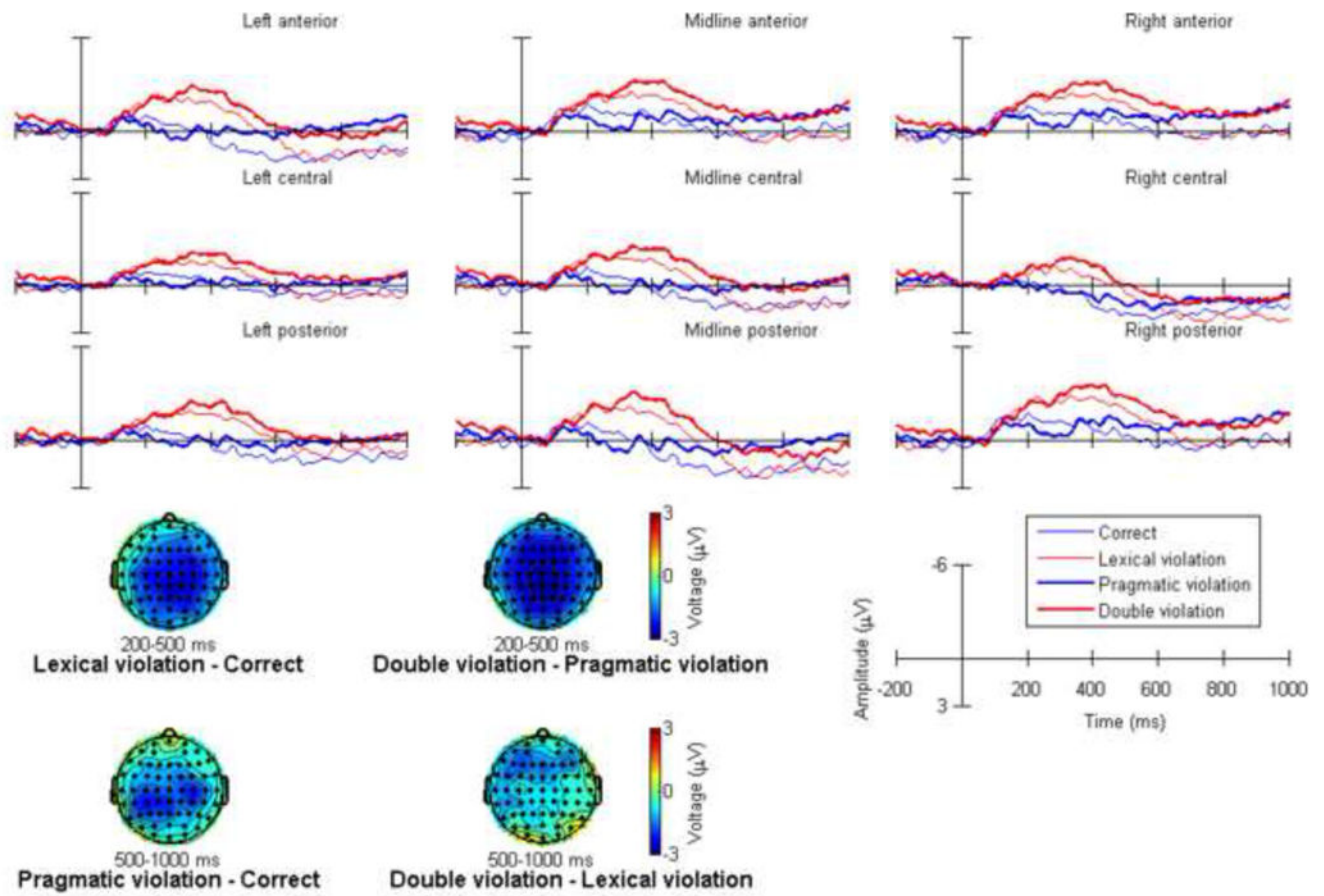 Left anterior
Midline anterior
Right anterior
Left central
Midline central
Right central
Left posterior
Midline posterior
Right posterior
3
0
-3
Voltage (μV)
200-500 ms
Lexical violation - Correct
200-500 ms
Double violation - Pragmatic violation
Correct
Lexical violation
Pragmatic violation
Double violation
-6
3
Amplitude (μV)
-200
200
400
600
800
1000
Time (ms)
3
0
-3
Voltage (μV)
500-1000 ms
Pragmatic violation - Correct
500-1000 ms
Double violation - Lexical violation